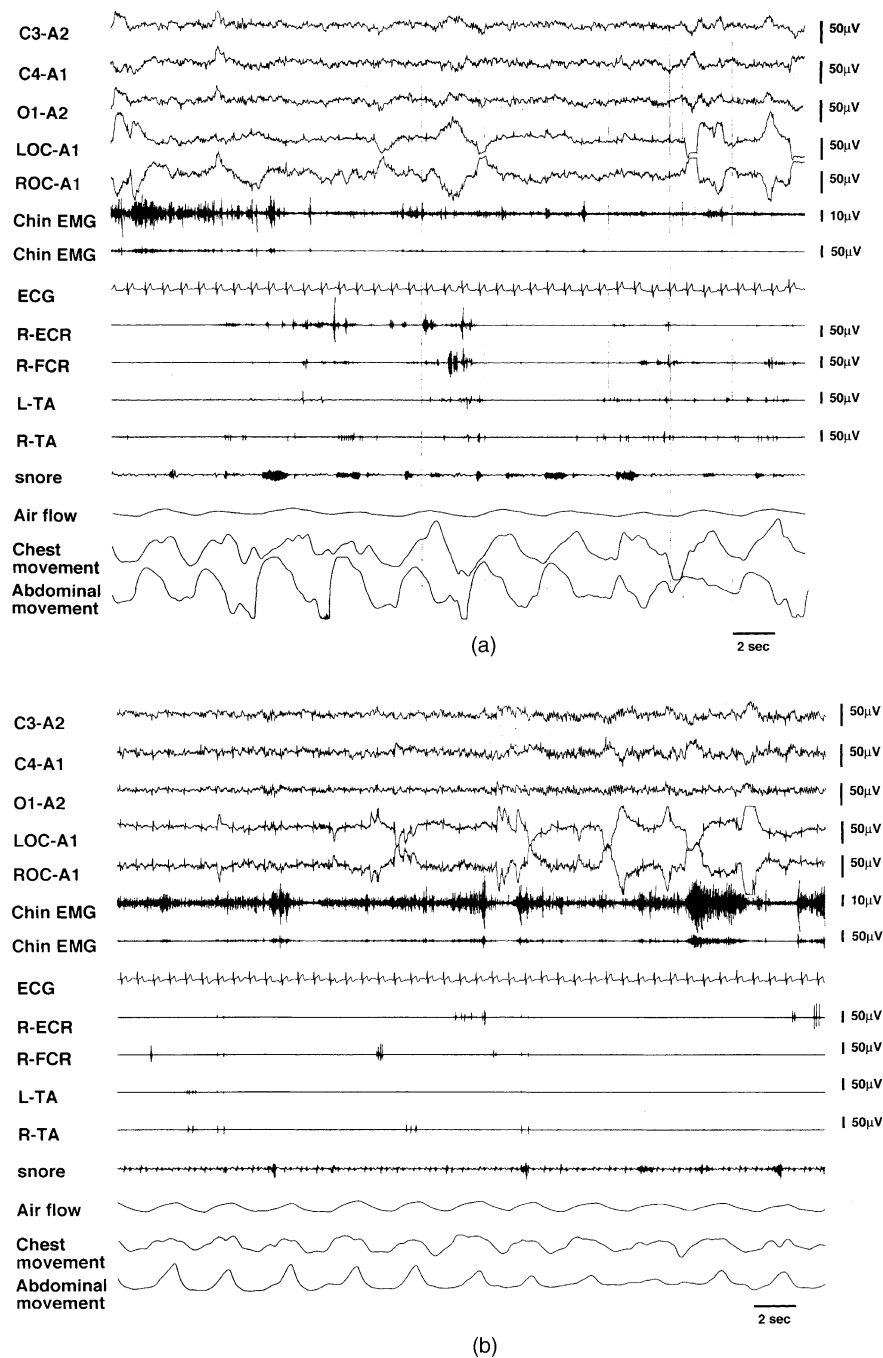 C3-A2 50µV
C4-A1 50µV
O1-A2 50µV
LOC-A1 50µV
ROC-A1 50µV
Chin EMG 10µV
Chin EMG 50µV
ECG
R-ECR 50µV
R-FCR 50µV
L-TA 50µV
R-TA 50µV
snore
Air flow
Chest
movement
Abdominal
movement
2 sec
(a)
C3-A2 50µV
C4-A1 50µV
O1-A2 50µV
LOC-A1 50µV
ROC-A1 50µV
Chin EMG 10µV
Chin EMG 50µV
ECG
R-ECR 50µV
R-FCR 50µV
L-TA 50µV
R-TA 50µV
snore
Air flow
Chest
movement
Abdominal
movement
2 sec
(b)